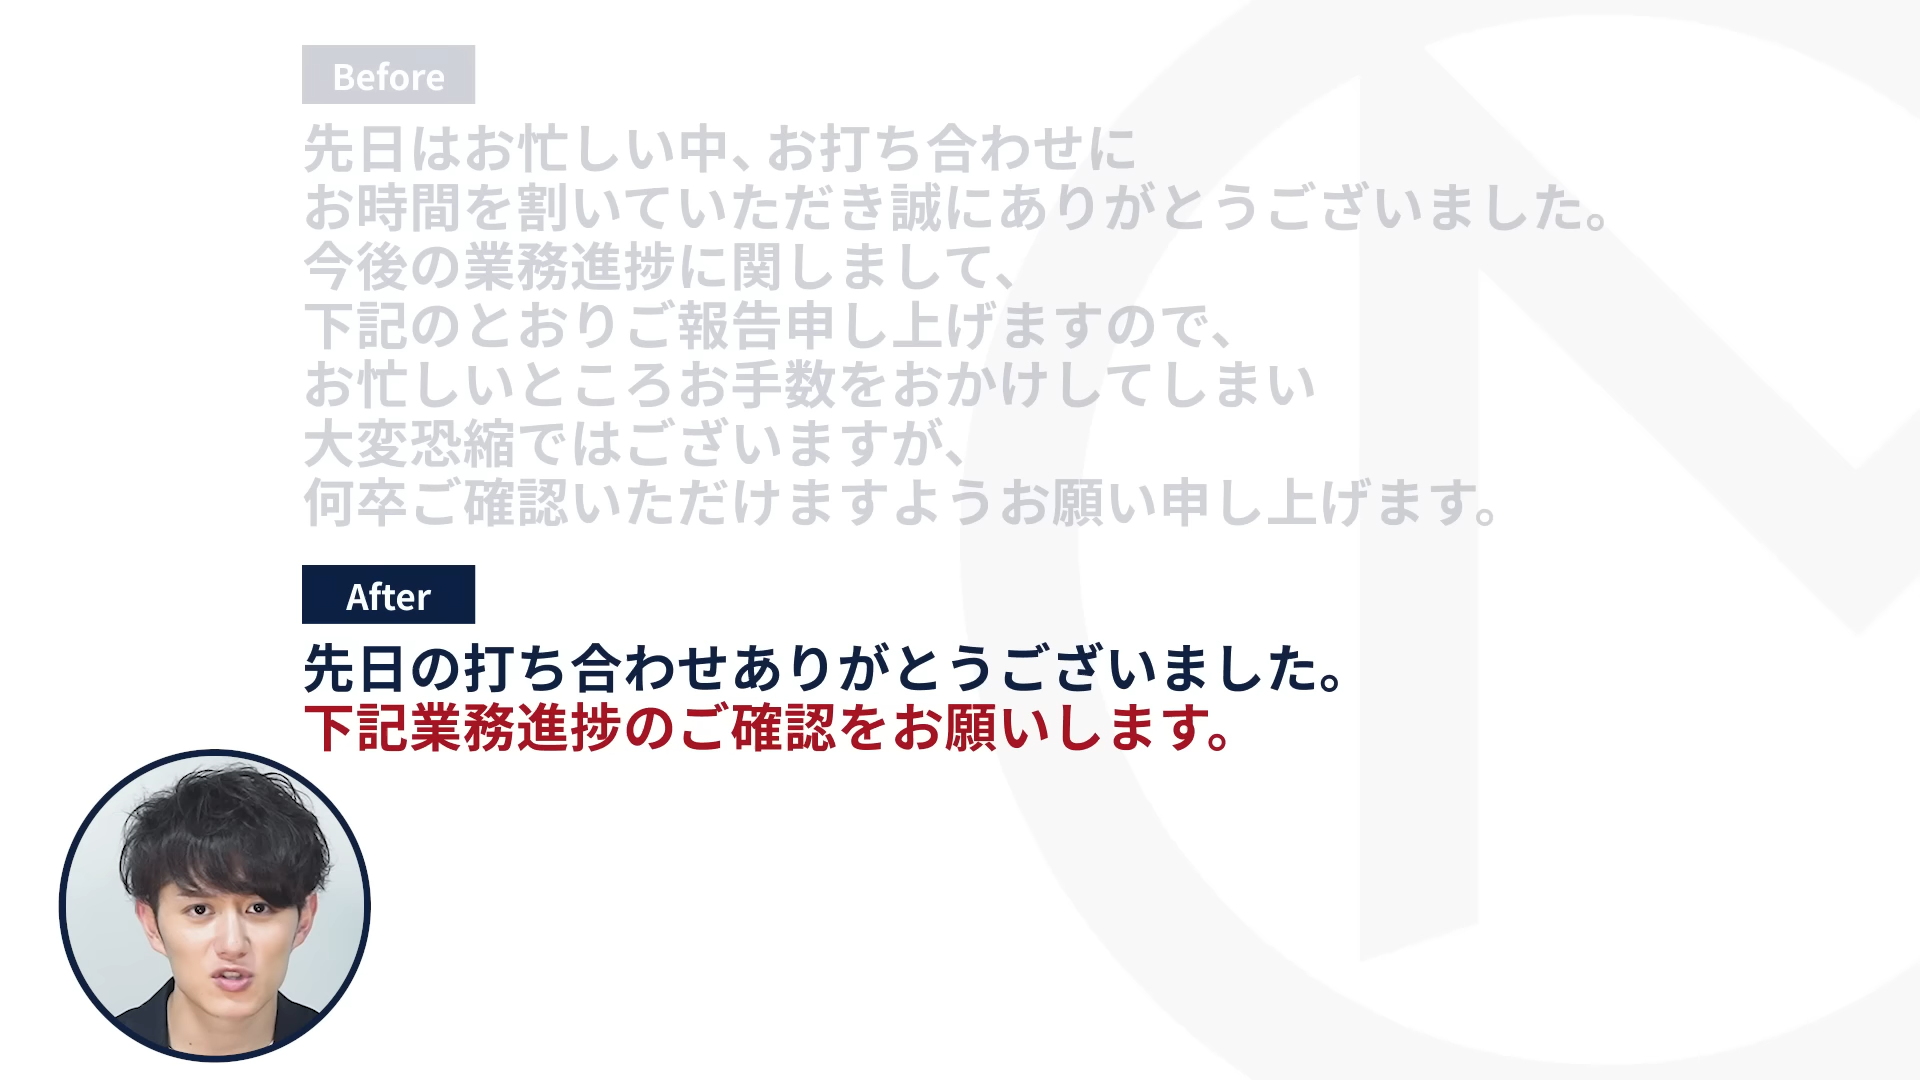 Before
先日はお忙しい中、お打ち合わせに
お時間を割いていただき誠にありがとうございました。
今後の業務進捗に関しまして、
下記のとおりご報告申し上げますので、
お忙しいところお手数をおかけしてしまい
大変恐縮ではございますが、
何卒ご確認いただけますようお願い申し上げます。
After
先日の打ち合わせありがとうございました。
下記業務進捗のご確認をお願いします。